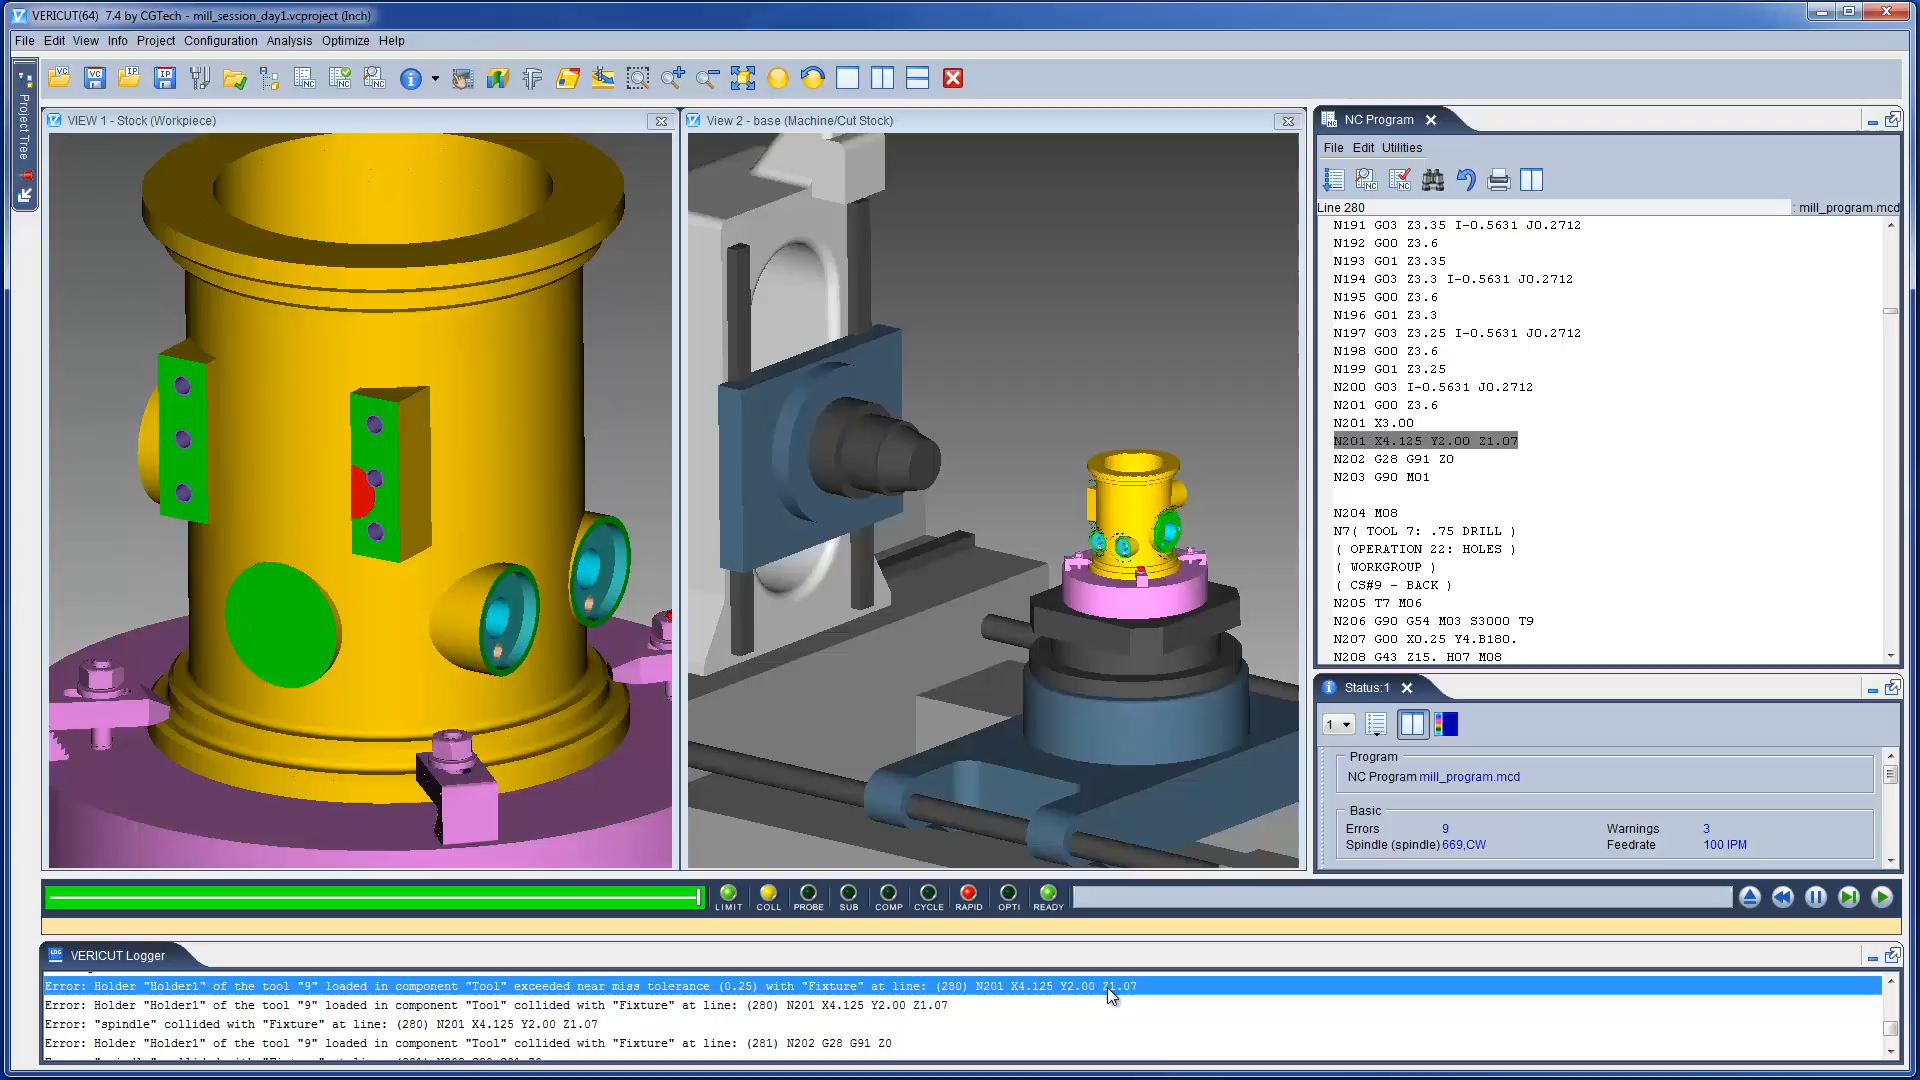 VERICUT(64) 7.4 by CGTech - mill_session_day1.vcproject (Inch)
File Edit View Info Project Configuration Analysis Optimize Help
Project Tree
VIEW 1 - Stock (Workpiece)
View 2 - base (Machine/Cut Stock)
NC Program
File Edit Utilities
Line 280
: mill_program.mcd
N191 G03 Z3.35 I-0.5631 J0.2712
N192 G00 Z3.6
N193 G01 Z3.35
N194 G03 Z3.3 I-0.5631 J0.2712
N195 G00 Z3.6
N196 G01 Z3.3
N197 G03 Z3.25 I-0.5631 J0.2712
N198 G00 Z3.6
N199 G01 Z3.25
N200 G03 I-0.5631 J0.2712
N201 G00 Z3.6
N201 X3.00
N201 X4.125 Y2.00 Z1.07
N202 G28 G91 Z0
N203 G90 M01
N204 M08
N7( TOOL 7: .75 DRILL )
( OPERATION 22: HOLES )
( WORKGROUP )
( CS#9 - BACK )
N205 T7 M06
N206 G90 G54 M03 S3000 T9
N207 G00 X0.25 Y4.B180.
N208 G43 Z15. H07 M08
Status:1
1
Program
NC Program mill_program.mcd
Basic
Errors 9 Warnings 3
Spindle (spindle) 669,CW Feedrate 100 IPM
LIMIT COLL PROBE SUB COMP CYCLE RAPID OPTI READY
VERICUT Logger
Error: Holder "Holder1" of the tool "9" loaded in component "Tool" exceeded near miss tolerance (0.25) with "Fixture" at line: (280) N201 X4.125 Y2.00 Z1.07
Error: Holder "Holder1" of the tool "9" loaded in component "Tool" collided with "Fixture" at line: (280) N201 X4.125 Y2.00 Z1.07
Error: "spindle" collided with "Fixture" at line: (280) N201 X4.125 Y2.00 Z1.07
Error: Holder "Holder1" of the tool "9" loaded in component "Tool" collided with "Fixture" at line: (281) N202 G28 G91 Z0